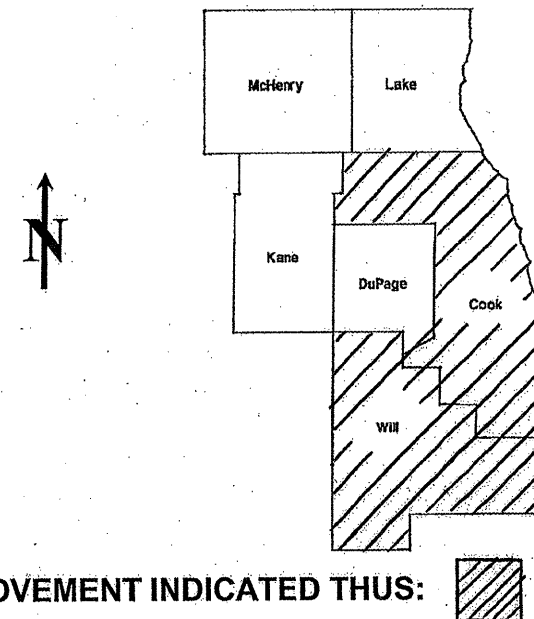 McHenry Lake
N
Kane
DuPage
Cook
Will
OVEMENT INDICATED THUS: